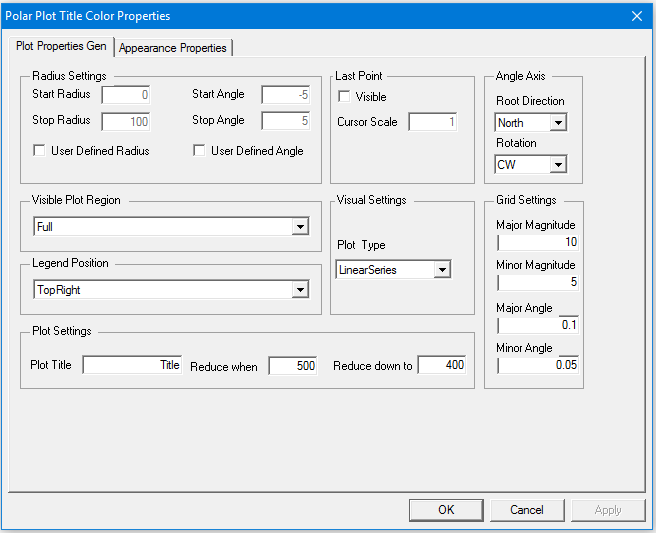 Polar Plot Title Color Properties
Plot Properties Gen Appearance Properties
Radius Settings
Start Radius 0 Start Angle -5
Stop Radius 100 Stop Angle 5
User Defined Radius User Defined Angle
Last Point
Visible
Cursor Scale 1
Angle Axis
Root Direction
North
Rotation
CW
Visible Plot Region
Full
Legend Position
TopRight
Visual Settings
Plot Type
LinearSeries
Grid Settings
Major Magnitude
10
Minor Magnitude
5
Major Angle
0.1
Minor Angle
0.05
Plot Settings
Plot Title Title Reduce when 500 Reduce down to 400
OK Cancel Apply